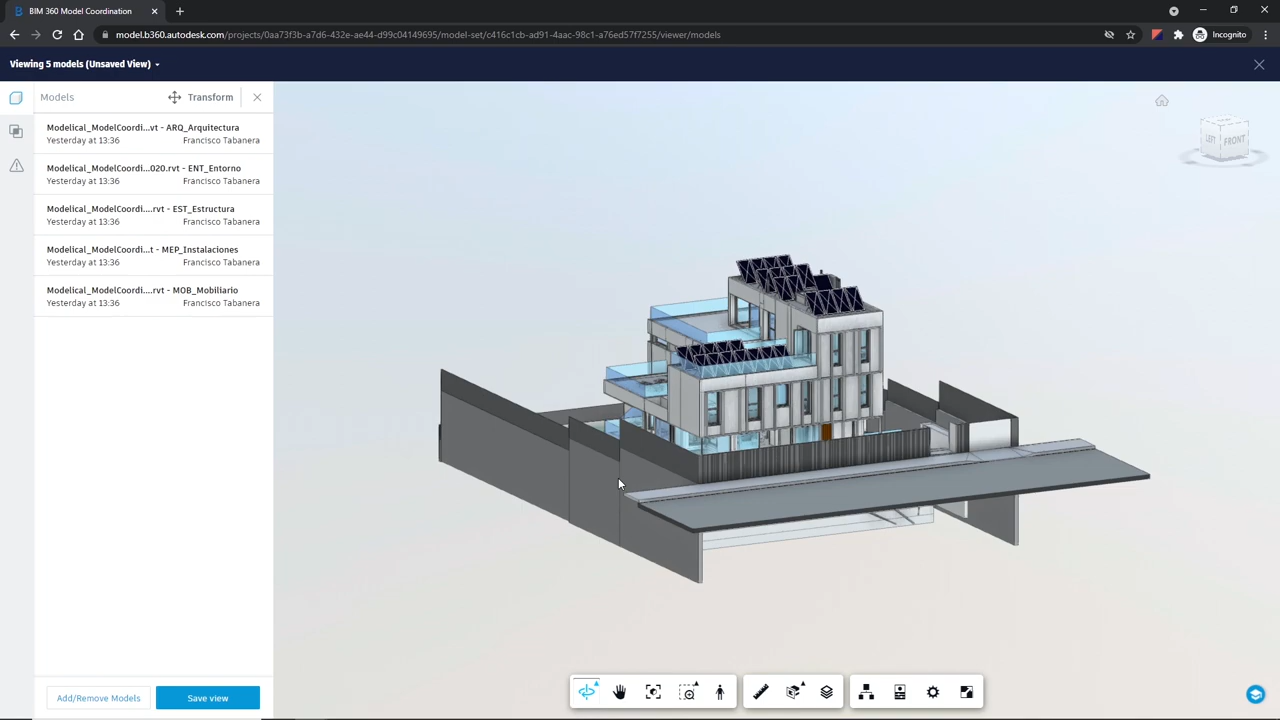 BIM 360 Model Coordination
model.b360.autodesk.com/projects/0aa73f3b-a7d6-432e-ae44-d99c04149695/model-set/c416c1cb-ad91-4aac-98c1-a76ed57f7255/viewer/models
Incognito
Viewing 5 models (Unsaved View)
Models
Transform
Modelical_ModelCoordi...vt - ARQ_Arquitectura
Yesterday at 13:36 Francisco Tabanera
Modelical_ModelCoordi...020.rvt - ENT_Entorno
Yesterday at 13:36 Francisco Tabanera
Modelical_ModelCoordi....rvt - EST_Estructura
Yesterday at 13:36 Francisco Tabanera
Modelical_ModelCoordi...t - MEP_Instalaciones
Yesterday at 13:36 Francisco Tabanera
Modelical_ModelCoordi....rvt - MOB_Mobiliario
Yesterday at 13:36 Francisco Tabanera
LEFT FRONT
Add/Remove Models
Save view